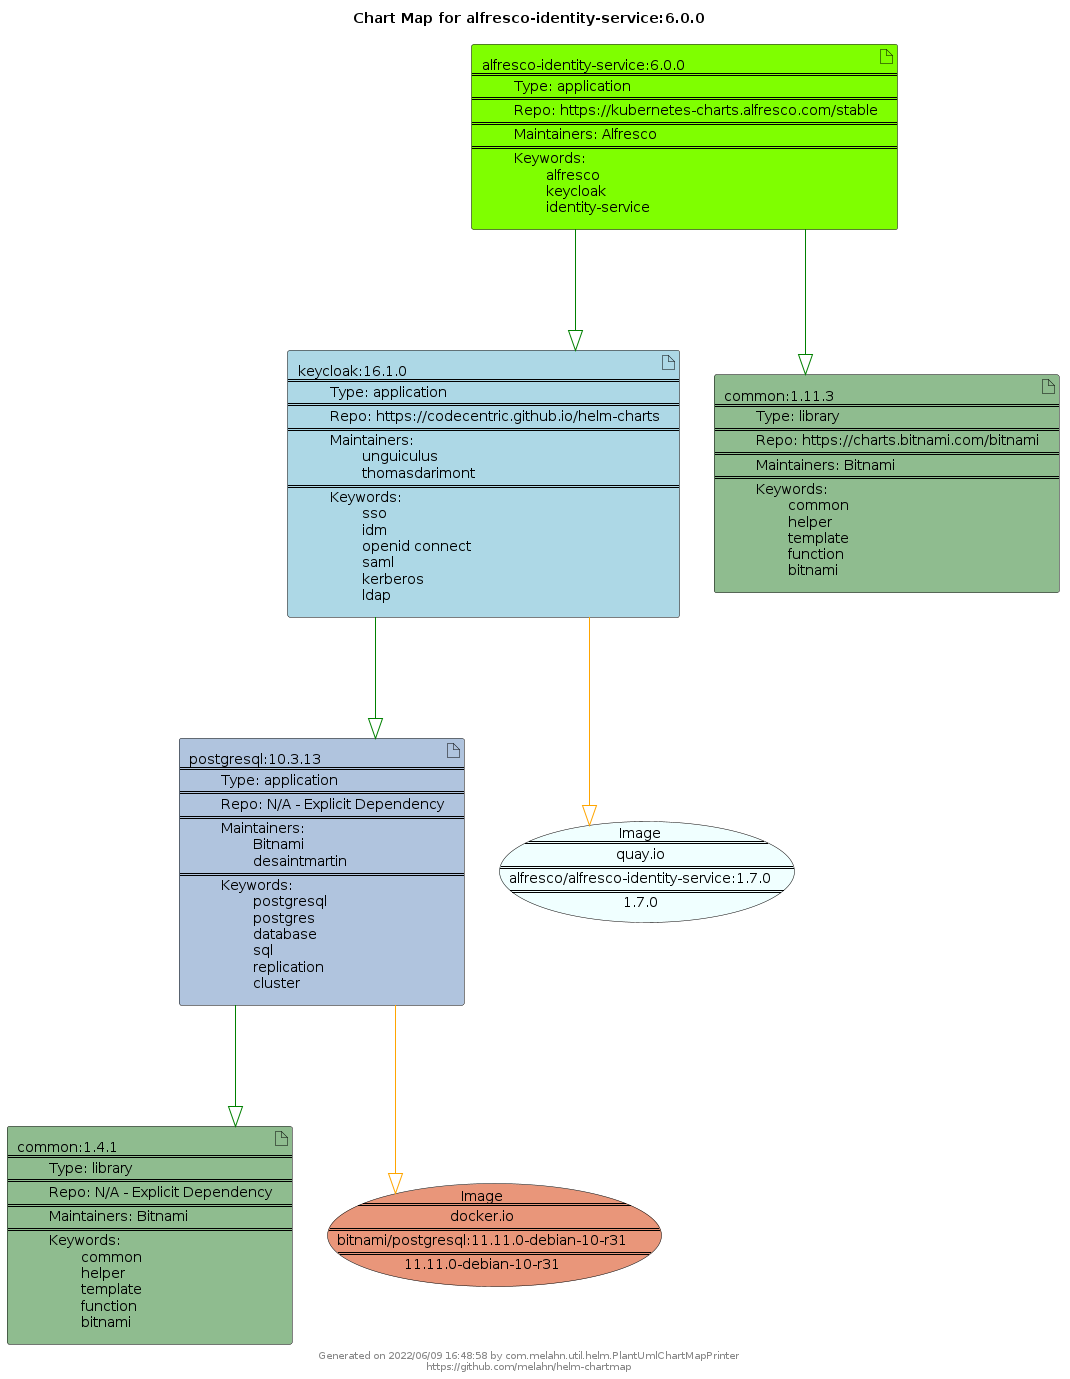 Chart Map for alfresco-identity-service:6.0.0
alfresco-identity-service:6.0.0
Type: application
Repo: https://kubernetes-charts.alfresco.com/stable
Maintainers: Alfresco
Keywords:
alfresco
keycloak
identity-service
keycloak:16.1.0
Type: application
Repo: https://codecentric.github.io/helm-charts
Maintainers:
unguiculus
thomasdarimont
Keywords:
sso
idm
openid connect
saml
kerberos
ldap
common:1.11.3
Type: library
Repo: https://charts.bitnami.com/bitnami
Maintainers: Bitnami
Keywords:
common
helper
template
function
bitnami
postgresql:10.3.13
Type: application
Repo: N/A - Explicit Dependency
Maintainers:
Bitnami
desaintmartin
Keywords:
postgresql
postgres
database
sql
replication
cluster
Image
quay.io
alfresco/alfresco-identity-service:1.7.0
1.7.0
common:1.4.1
Type: library
Repo: N/A - Explicit Dependency
Maintainers: Bitnami
Keywords:
common
helper
template
function
bitnami
Image
docker.io
bitnami/postgresql:11.11.0-debian-10-r31
11.11.0-debian-10-r31
Generated on 2022/06/09 16:48:58 by com.melahn.util.helm.PlantUmlChartMapPrinter
https://github.com/melahn/helm-chartmap